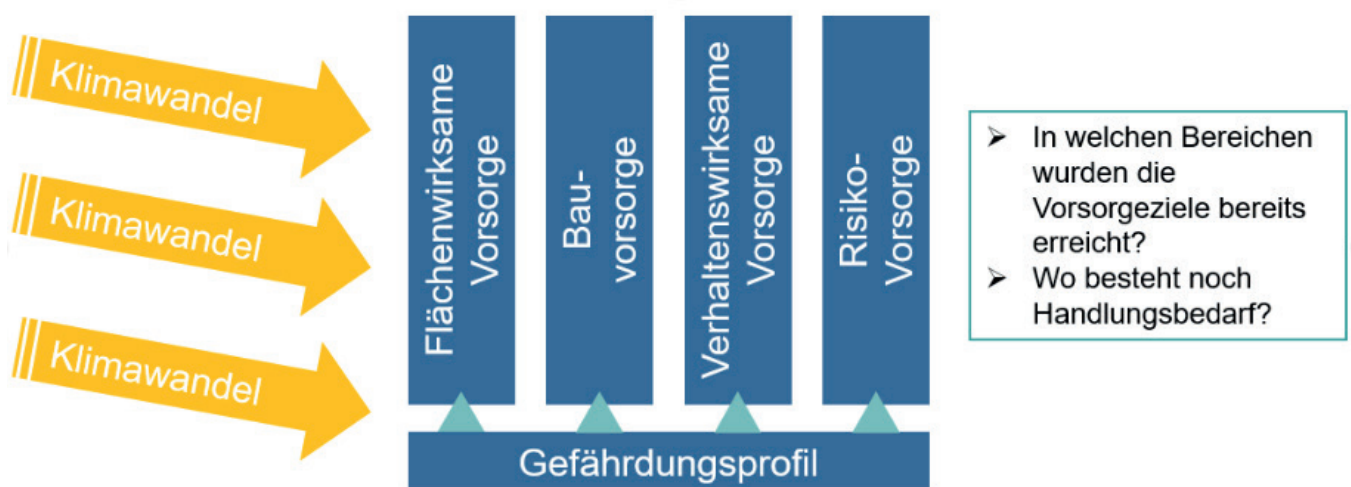 Klimawandel
Klimawandel
Klimawandel
Flächenwirksame
Vorsorge
Bau-
vorsorge
Verhaltenswirksame
Vorsorge
Risiko-
Vorsorge
Gefährdungsprofil
➢ In welchen Bereichen
wurden die
Vorsorgeziele bereits
erreicht?
➢ Wo besteht noch
Handlungsbedarf?